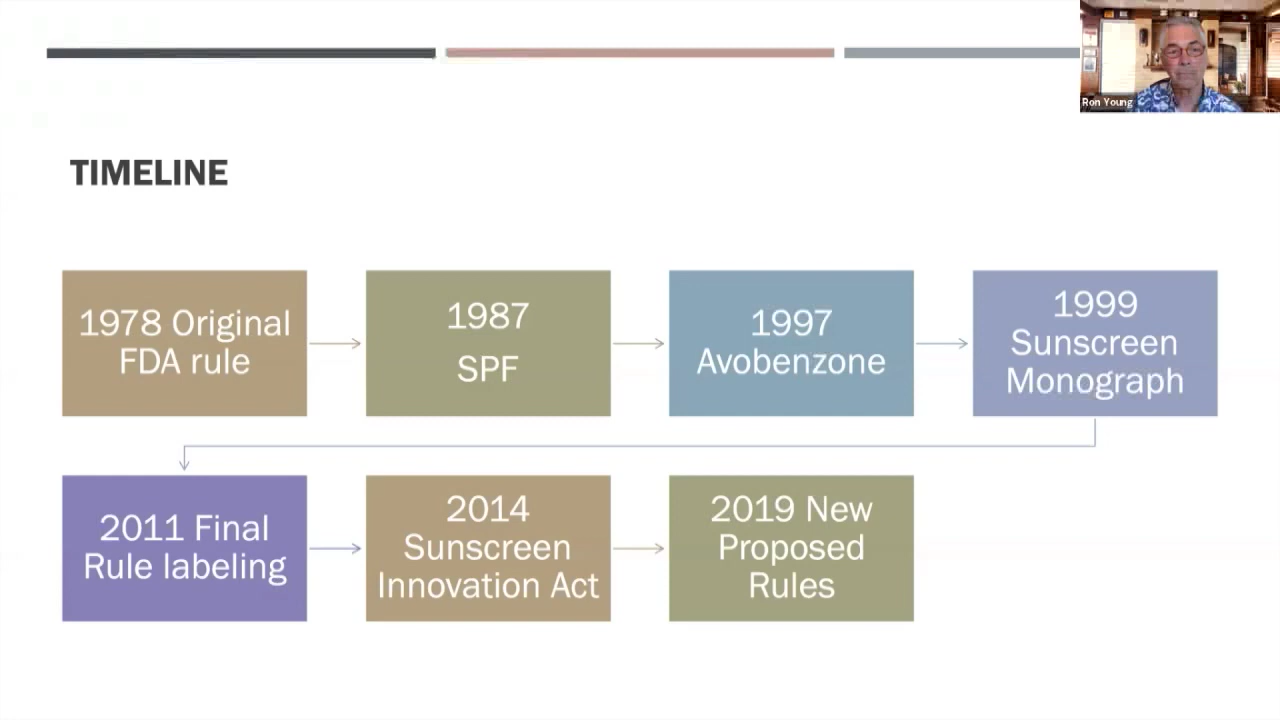 Ron Young
TIMELINE
1978 Original
FDA rule
1987
SPF
1997
Avobenzone
1999
Sunscreen
Monograph
2011 Final
Rule labeling
2014
Sunscreen
Innovation Act
2019 New
Proposed
Rules